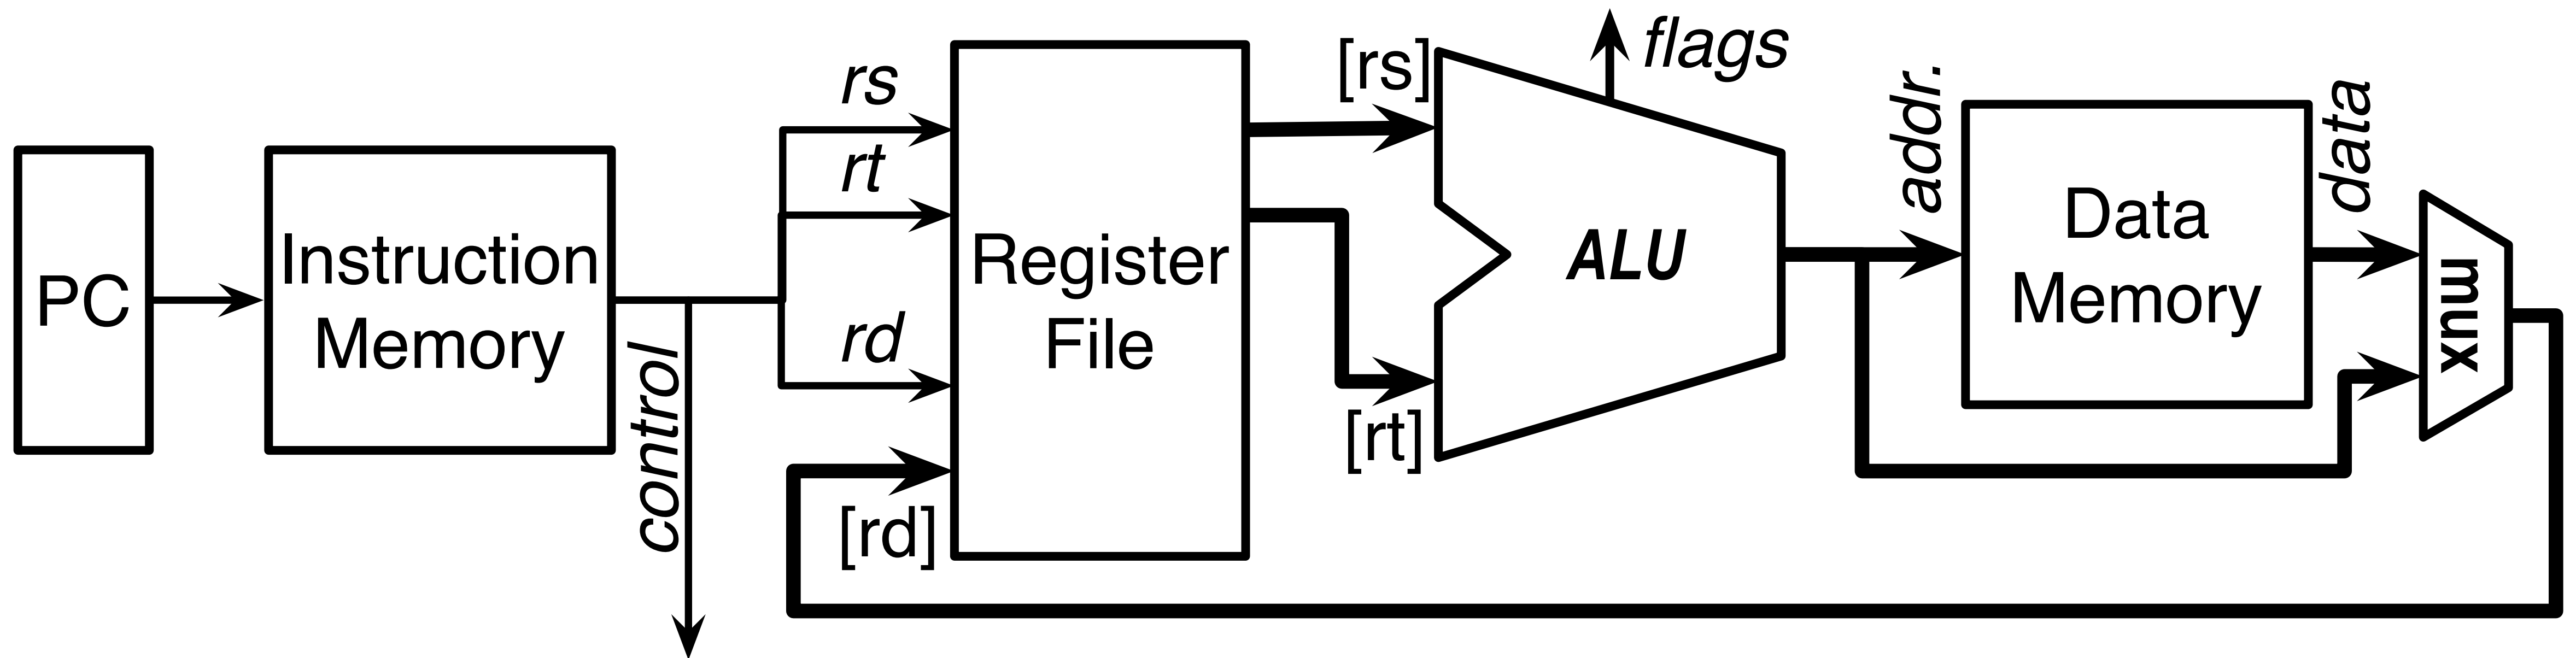 PC
Instruction
Memory
control
rs
rt
rd
[rd]
Register
File
[rs]
[rt]
ALU
flags
addr.
Data
Memory
data
mux